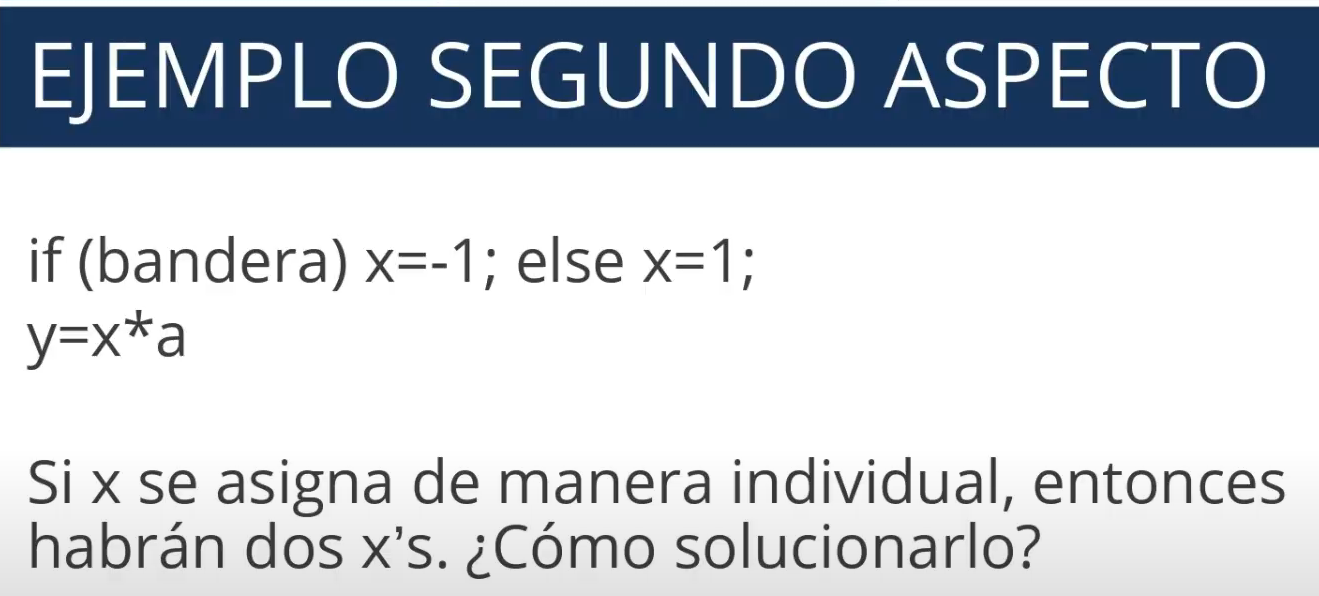 EJEMPLO SEGUNDO ASPECTO
if (bandera) x=-1; else x=1;
y=x*a
Si x se asigna de manera individual, entonces
habrán dos x’s. ¿Cómo solucionarlo?